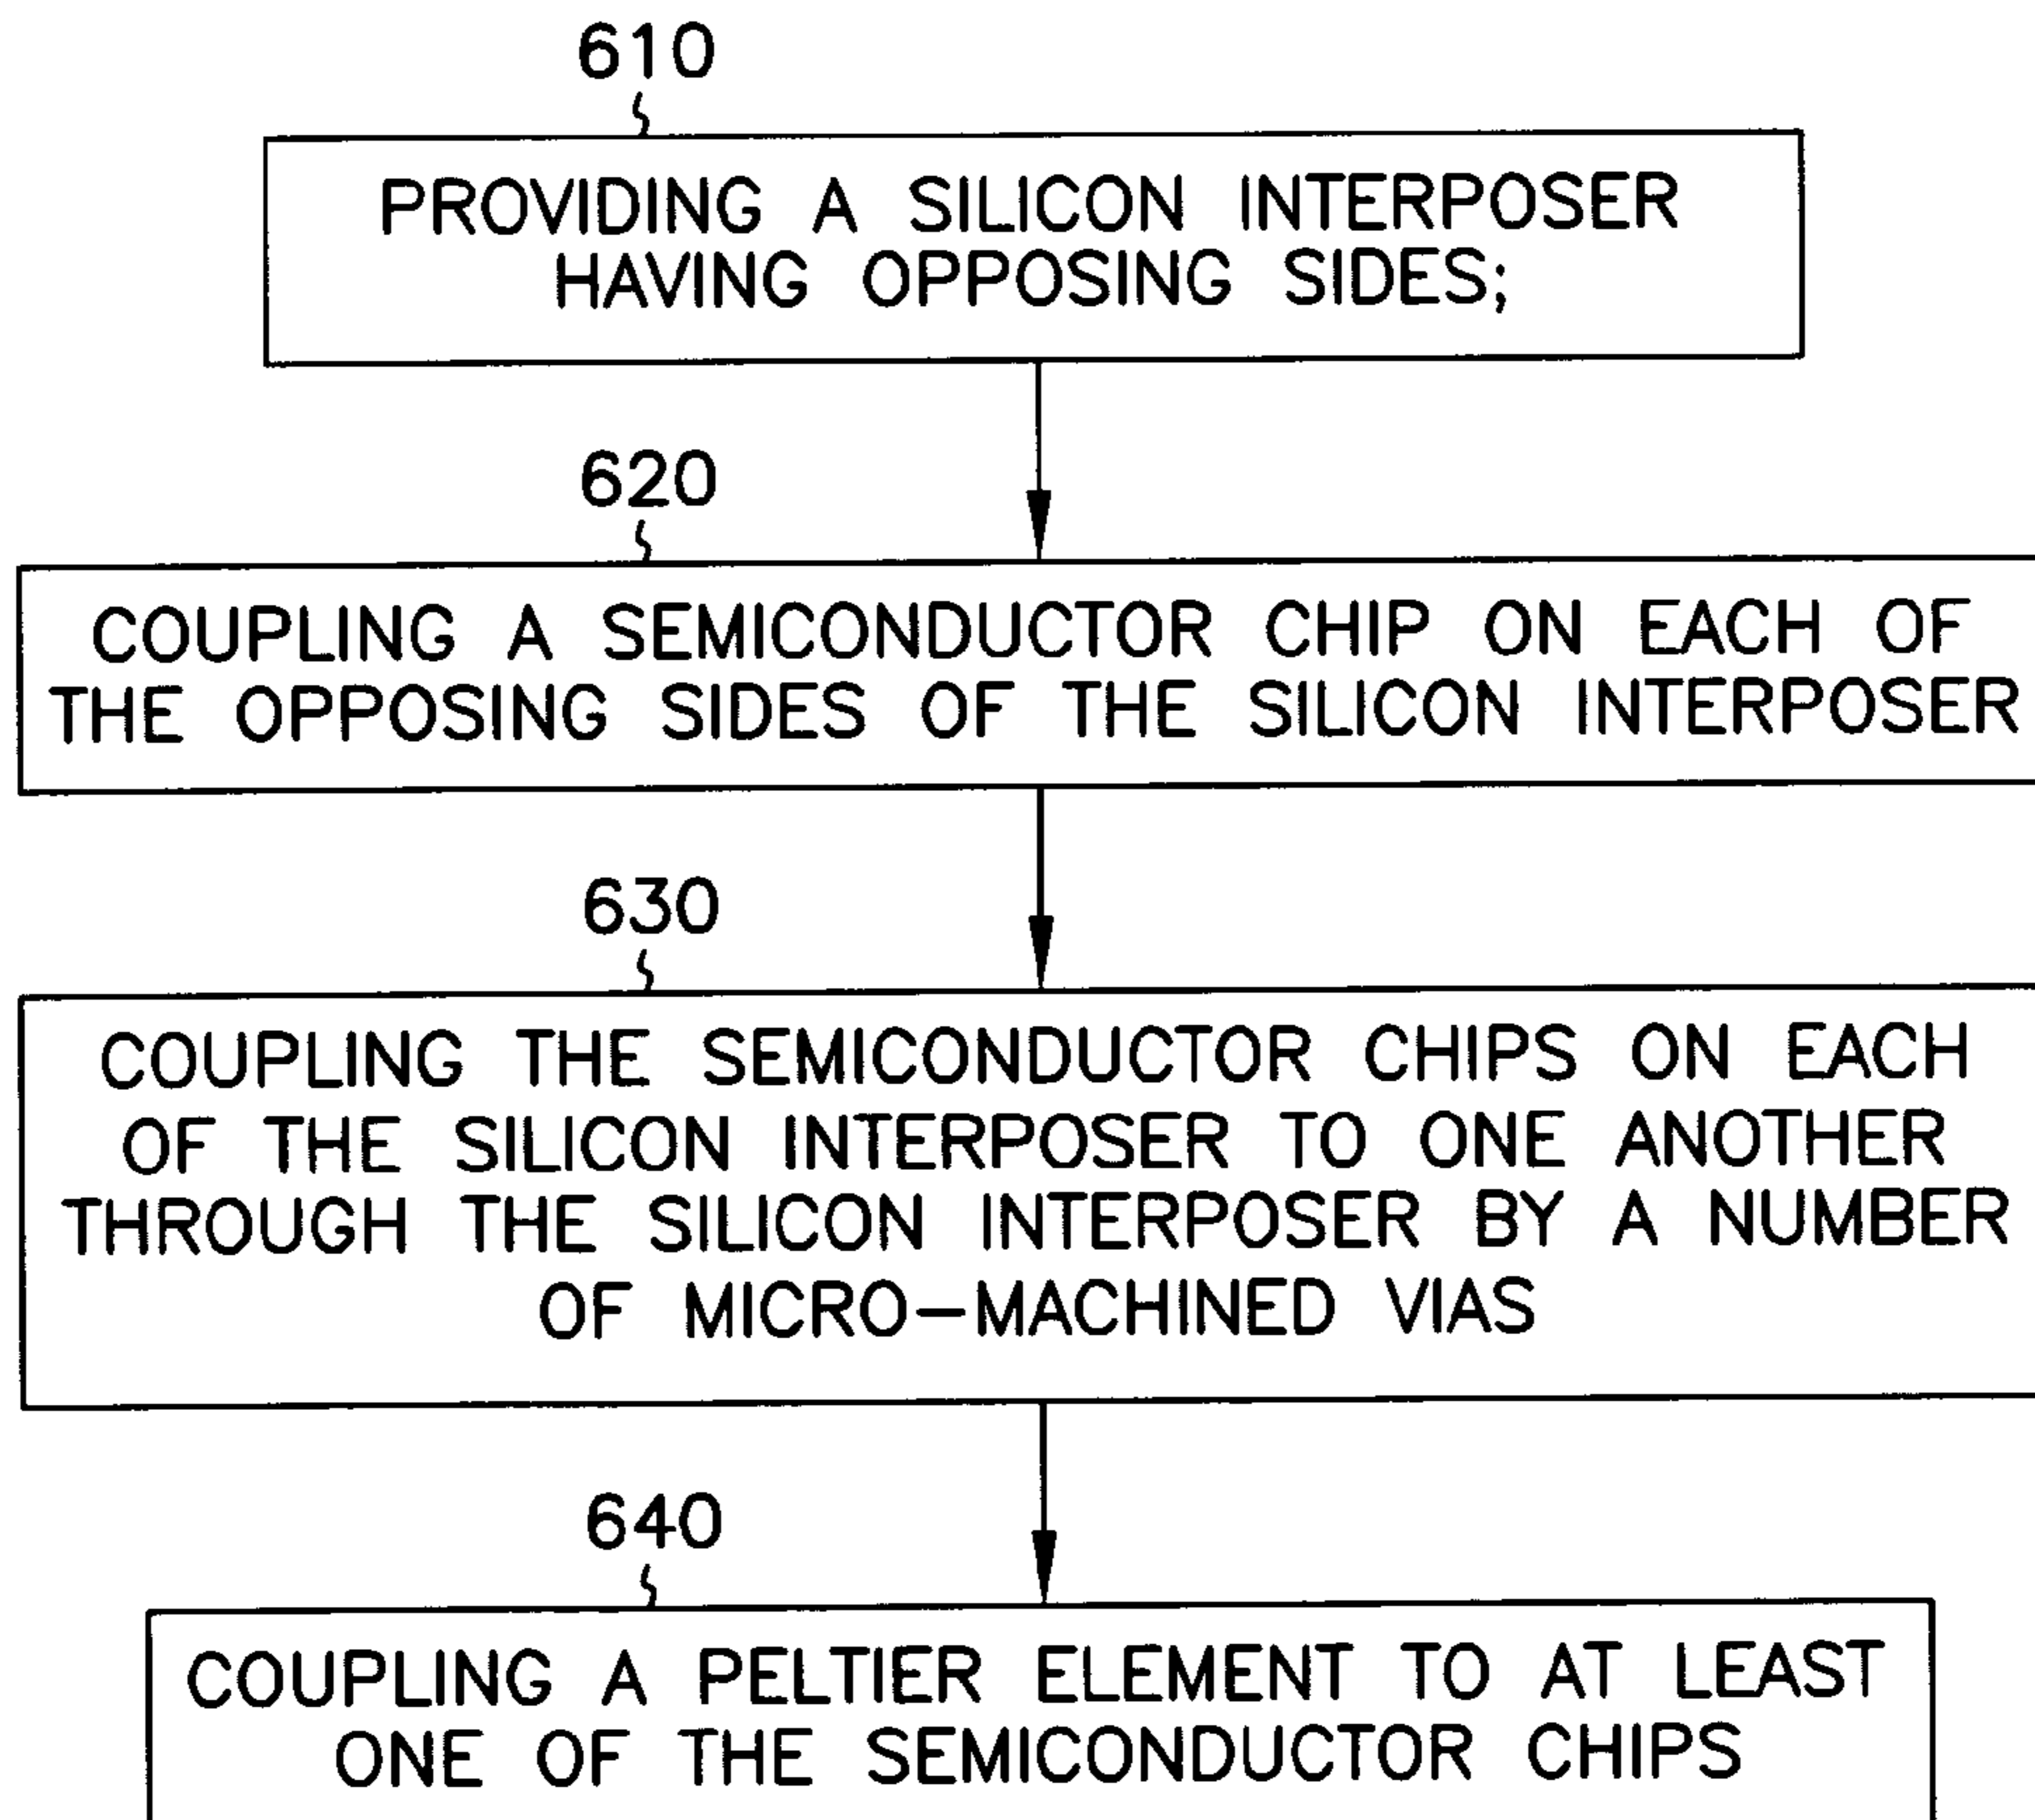 610
PROVIDING A SILICON INTERPOSER
HAVING OPPOSING SIDES;
620
COUPLING A SEMICONDUCTOR CHIP ON EACH OF
THE OPPOSING SIDES OF THE SILICON INTERPOSER
630
COUPLING THE SEMICONDUCTOR CHIPS ON EACH
OF THE SILICON INTERPOSER TO ONE ANOTHER
THROUGH THE SILICON INTERPOSER BY A NUMBER
OF MICRO-MACHINED VIAS
640
COUPLING A PELTIER ELEMENT TO AT LEAST
ONE OF THE SEMICONDUCTOR CHIPS